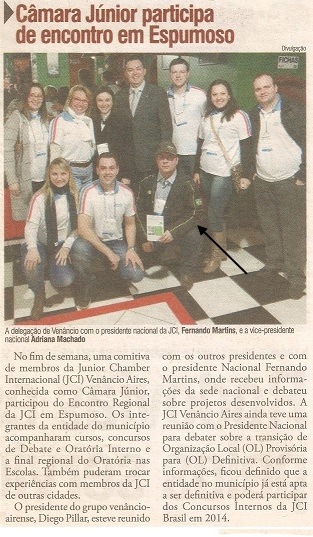 Câmara Júnior participa
de encontro em Espumoso
Divulgação
FICHAS
A delegação de Venâncio com o presidente nacional da JCI, Fernando Martins, e a vice-presidente
nacional Adriana Machado
No fim de semana, uma comitiva
de membros da Junior Chamber
Internacional (JCI) Venâncio Aires,
conhecida como Câmara Júnior,
participou do Encontro Regional
da JCI em Espumoso. Os inte-
grantes da entidade do município
acompanharam cursos, concursos
de Debate e Oratória Interno e
a final regional do Oratória nas
Escolas. Também puderam trocar
experiências com membros da JCI
de outras cidades.
O presidente do grupo venâncio-
airense, Diego Pillar, esteve reunido
com os outros presidentes e com o
presidente Nacional Fernando
Martins, onde recebeu informa-
ções da sede nacional e debateu
sobre projetos desenvolvidos. A
JCI Venâncio Aires ainda teve uma
reunião com o Presidente Nacional
para debater sobre a transição de
Organização Local (OL) Provisória
para (OL) Definitiva. Conforme
informações, ficou definido que a
entidade no município já está apta
a ser definitiva e poderá participar
dos Concursos Internos da JCI
Brasil em 2014.